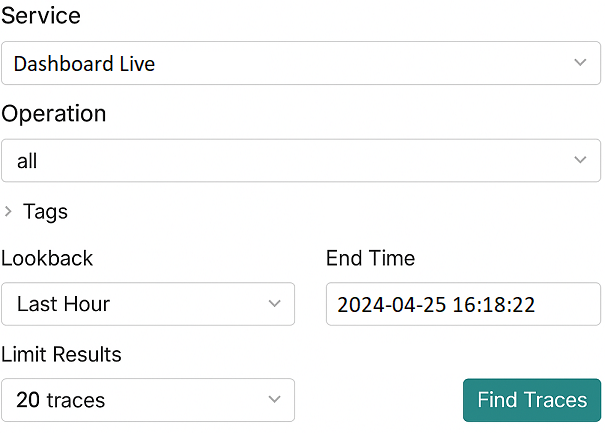 Service
Dashboard Live
Operation
all
Tags
Lookback
End Time
Last Hour
2024-04-25 16:18:22
Limit Results
20 traces
Find Traces